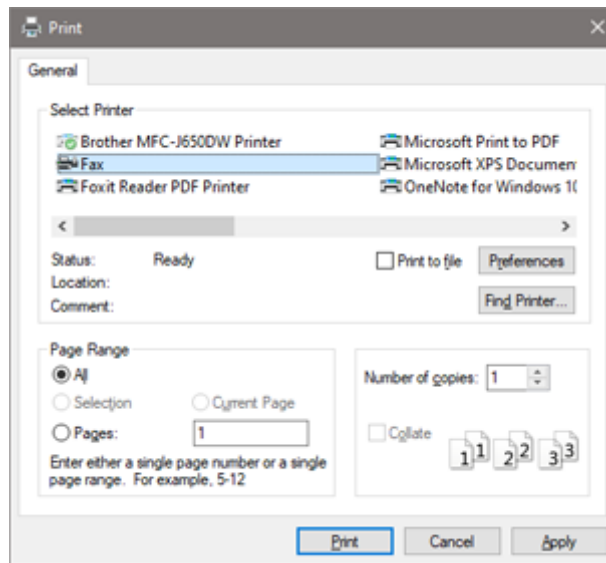 Print
General
Select Printer
Brother MFC-J650DW Printer
Microsoft Print to PDF
Fax
Microsoft XPS Documen
Foxit Reader PDF Printer
OneNote for Windows 10
Status: Ready
Print to file
Preferences
Location:
Comment:
Find Printer...
Page Range
All
Number of copies: 1
Selection
Current Page
Pages: 1
Collate
Enter either a single page number or a single
page range. For example, 5-12
1 1 2 2 3 3
Print
Cancel
Apply